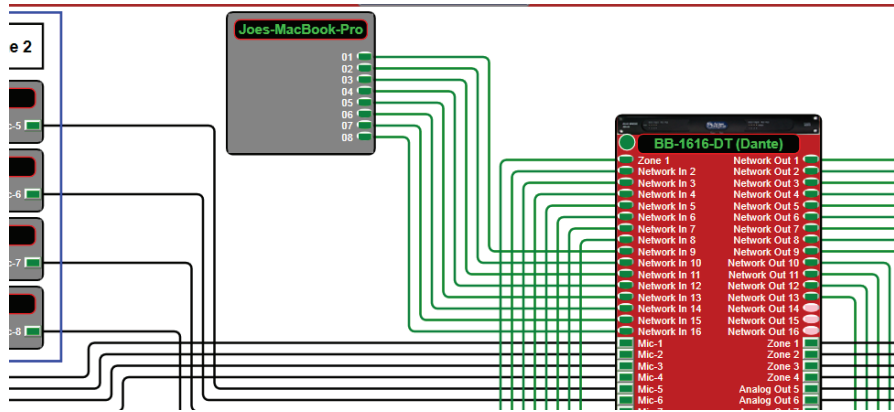 e 2
c-5
c-6
c-7
c-8
Joes-MacBook-Pro
01
02
03
04
05
06
07
08
BB-1616-DT (Dante)
Zone 1 Network Out 1
Network In 2 Network Out 2
Network In 3 Network Out 3
Network In 4 Network Out 4
Network In 5 Network Out 5
Network In 6 Network Out 6
Network In 7 Network Out 7
Network In 8 Network Out 8
Network In 9 Network Out 9
Network In 10 Network Out 10
Network In 11 Network Out 11
Network In 12 Network Out 12
Network In 13 Network Out 13
Network In 14 Network Out 14
Network In 15 Network Out 15
Network In 16 Network Out 16
Mic-1 Zone 1
Mic-2 Zone 2
Mic-3 Zone 3
Mic-4 Zone 4
Mic-5 Analog Out 5
Mic-6 Analog Out 6